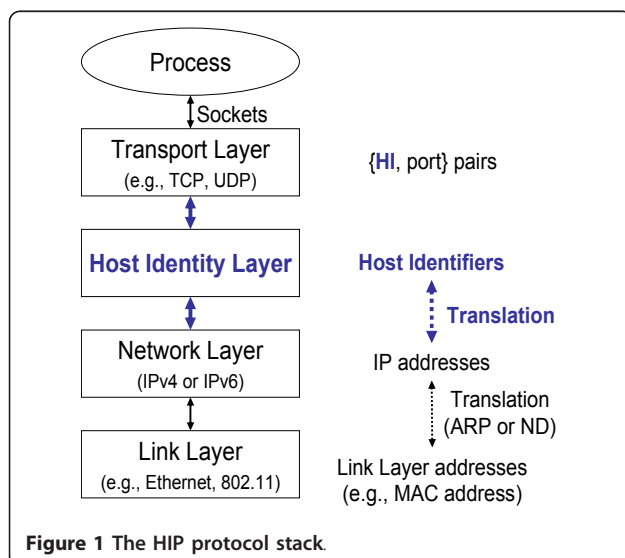 Process
Sockets
Transport Layer
(e.g., TCP, UDP)
{HI, port} pairs
Host Identity Layer
Host Identifiers
Translation
Network Layer
(IPv4 or IPv6)
IP addresses
Translation
(ARP or ND)
Link Layer
(e.g., Ethernet, 802.11)
Link Layer addresses
(e.g., MAC address)
Figure 1 The HIP protocol stack.